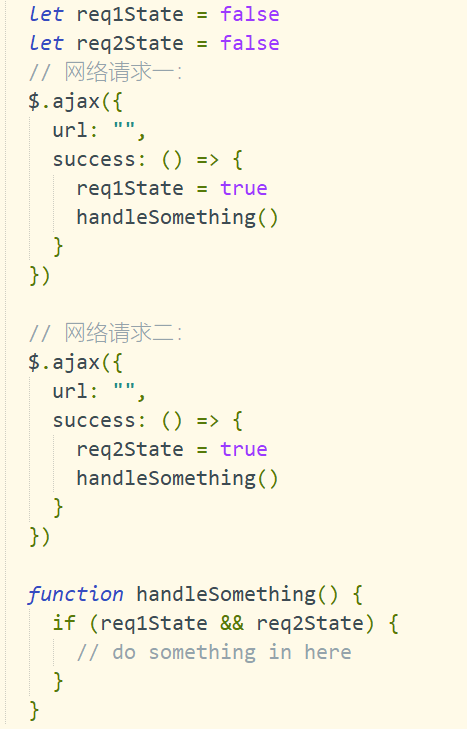 let req1State = false
let req2State = false
// 网络请求一:
$.ajax({
  url: "",
  success: () => {
    req1State = true
    handleSomething()
  }
})

// 网络请求二:
$.ajax({
  url: "",
  success: () => {
    req2State = true
    handleSomething()
  }
})

function handleSomething() {
  if (req1State && req2State) {
    // do something in here
  }
}